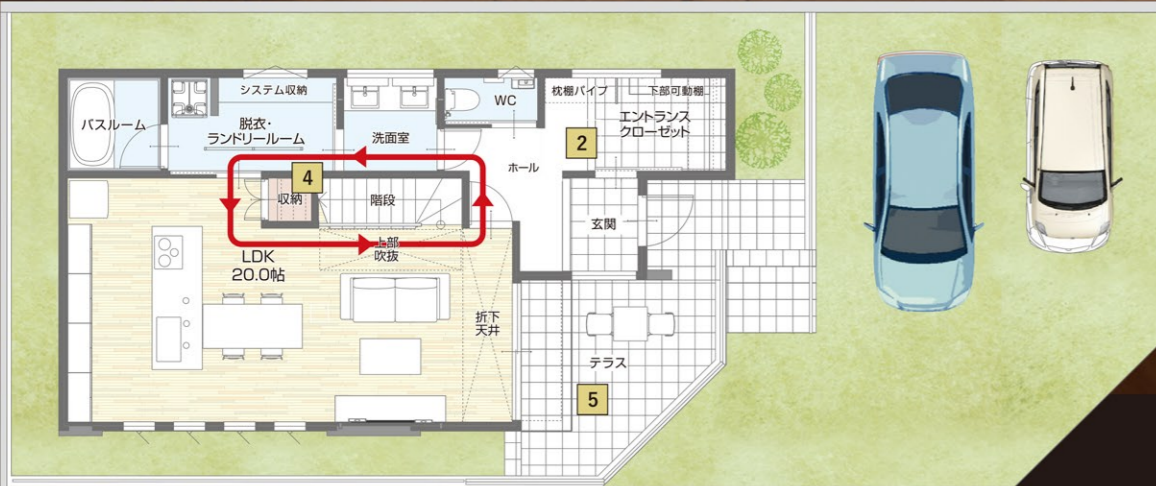 システム収納
WC
枕棚パイプ
下部可動棚
エントランス
クローゼット
バスルーム
脱衣・
ランドリールーム
洗面室
2
ホール
4
収納
階段
玄関
上部
吹抜
LDK
20.0帖
折下
天井
テラス
5